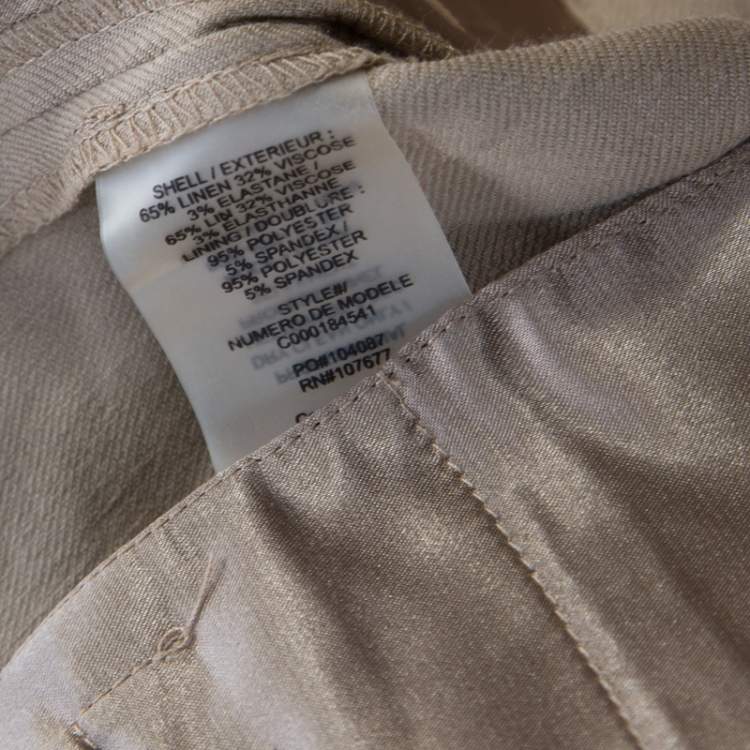 SHELL / EXTERIEUR :
65% LINEN 32% VISCOSE
3% ELASTANE /
65% LIN 32% VISCOSE
3% ELASTHANNE
LINING / DOUBLURE :
95% POLYESTER
5% SPANDEX /
95% POLYESTER
5% SPANDEX
STYLE#/
NUMERO DE MODELE
C000184541
PO#104087
RN#107677